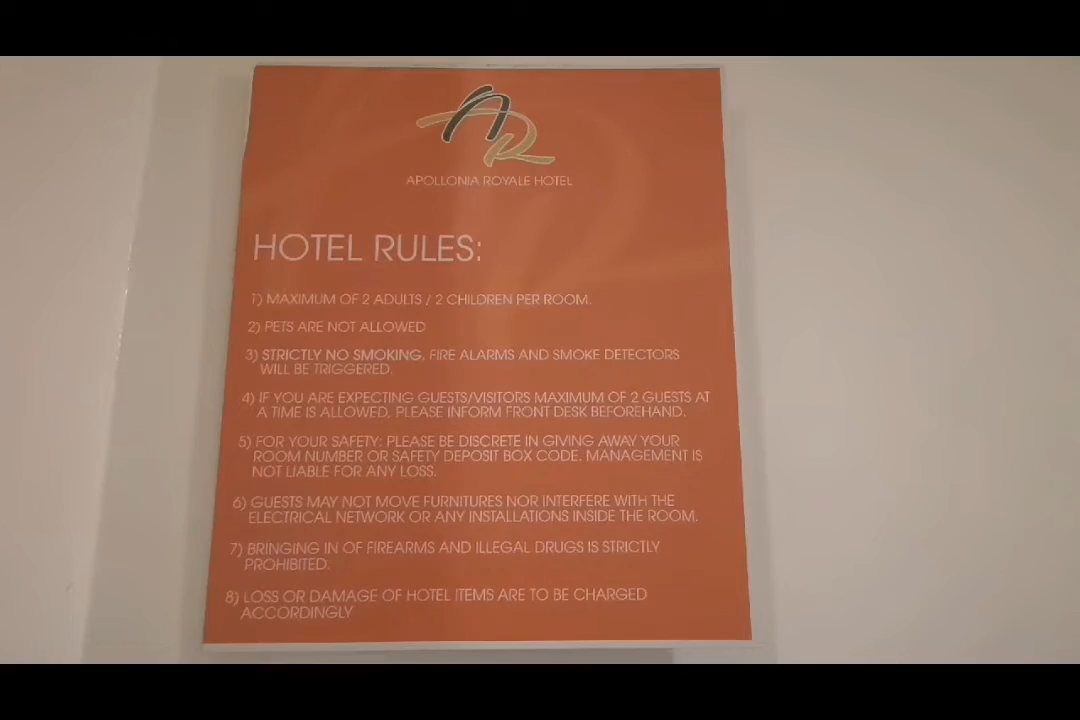 AR
APOLLONIA ROYALE HOTEL
HOTEL RULES:
1) MAXIMUM OF 2 ADULTS / 2 CHILDREN PER ROOM.
2) PETS ARE NOT ALLOWED
3) STRICTLY NO SMOKING. FIRE ALARMS AND SMOKE DETECTORS
WILL BE TRIGGERED.
4) IF YOU ARE EXPECTING GUESTS/VISITORS MAXIMUM OF 2 GUESTS AT
A TIME IS ALLOWED. PLEASE INFORM FRONT DESK BEFOREHAND.
5) FOR YOUR SAFETY: PLEASE BE DISCRETE IN GIVING AWAY YOUR
ROOM NUMBER OR SAFETY DEPOSIT BOX CODE. MANAGEMENT IS
NOT LIABLE FOR ANY LOSS.
6) GUESTS MAY NOT MOVE FURNITURES NOR INTERFERE WITH THE
ELECTRICAL NETWORK OR ANY INSTALLATIONS INSIDE THE ROOM.
7) BRINGING IN OF FIREARMS AND ILLEGAL DRUGS IS STRICTLY
PROHIBITED.
8) LOSS OR DAMAGE OF HOTEL ITEMS ARE TO BE CHARGED
ACCORDINGLY